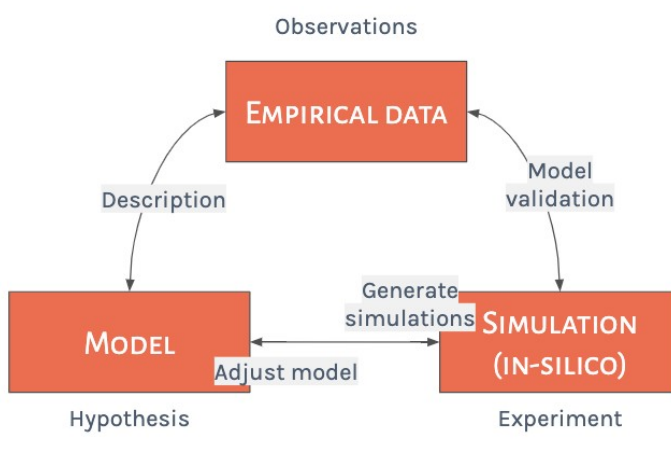 Observations
EMPIRICAL DATA
Description
Model
validation
Generate
simulations
MODEL
SIMULATION
(IN-SILICO)
Adjust model
Hypothesis
Experiment